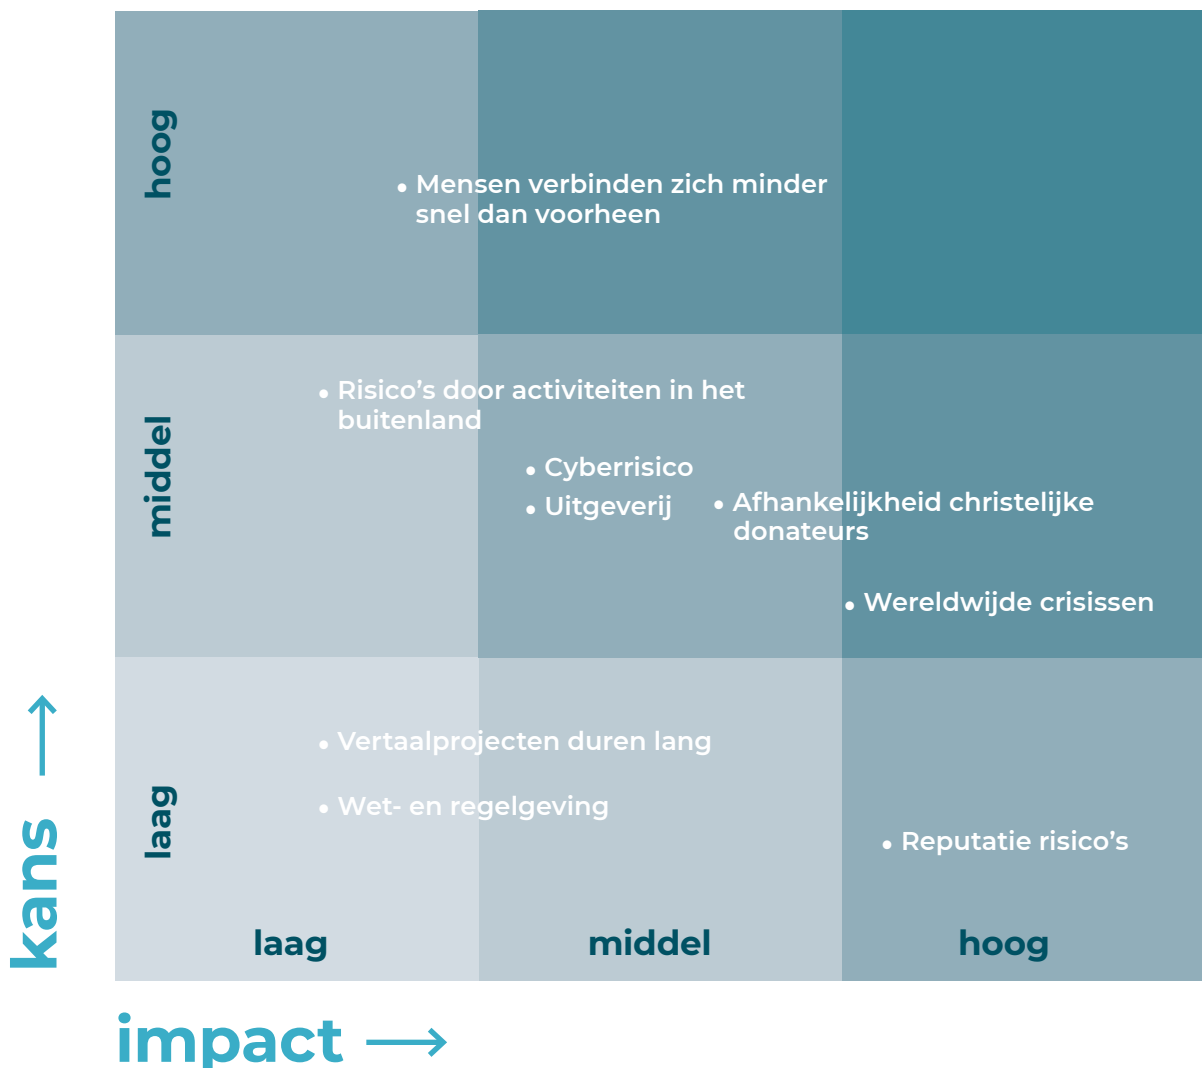 hoog
• Mensen verbinden zich minder
snel dan voorheen
middel
• Risico’s door activiteiten in het
buitenland
• Cyberrisico
• Uitgeverij
• Afhankelijkheid christelijke
donateurs
• Wereldwijde crisissen
laag
• Vertaalprojecten duren lang
• Wet- en regelgeving
• Reputatie risico’s
kans
laag
middel
hoog
impact